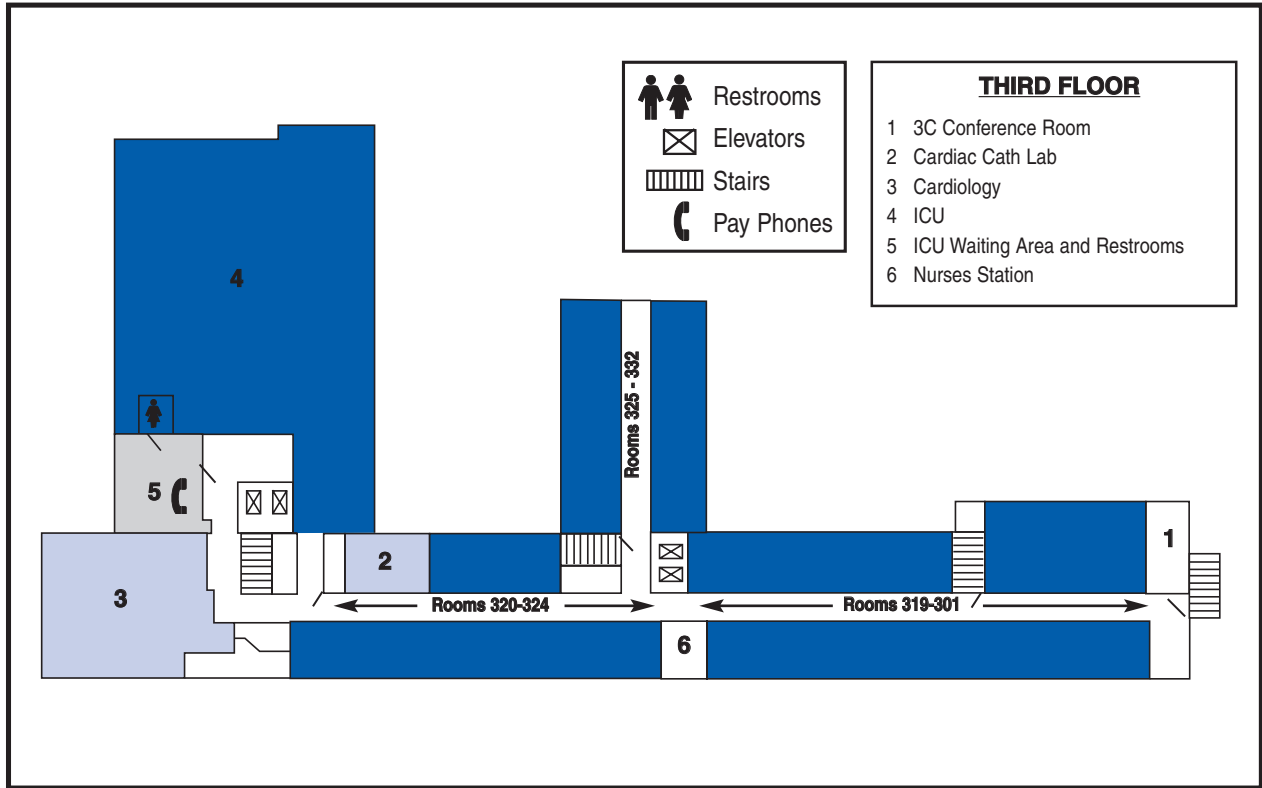 Restrooms
Elevators
Stairs
Pay Phones
THIRD FLOOR
1 3C Conference Room
2 Cardiac Cath Lab
3 Cardiology
4 ICU
5 ICU Waiting Area and Restrooms
6 Nurses Station
4
Rooms 325 - 332
5
2
1
3
Rooms 320-324
Rooms 319-301
6